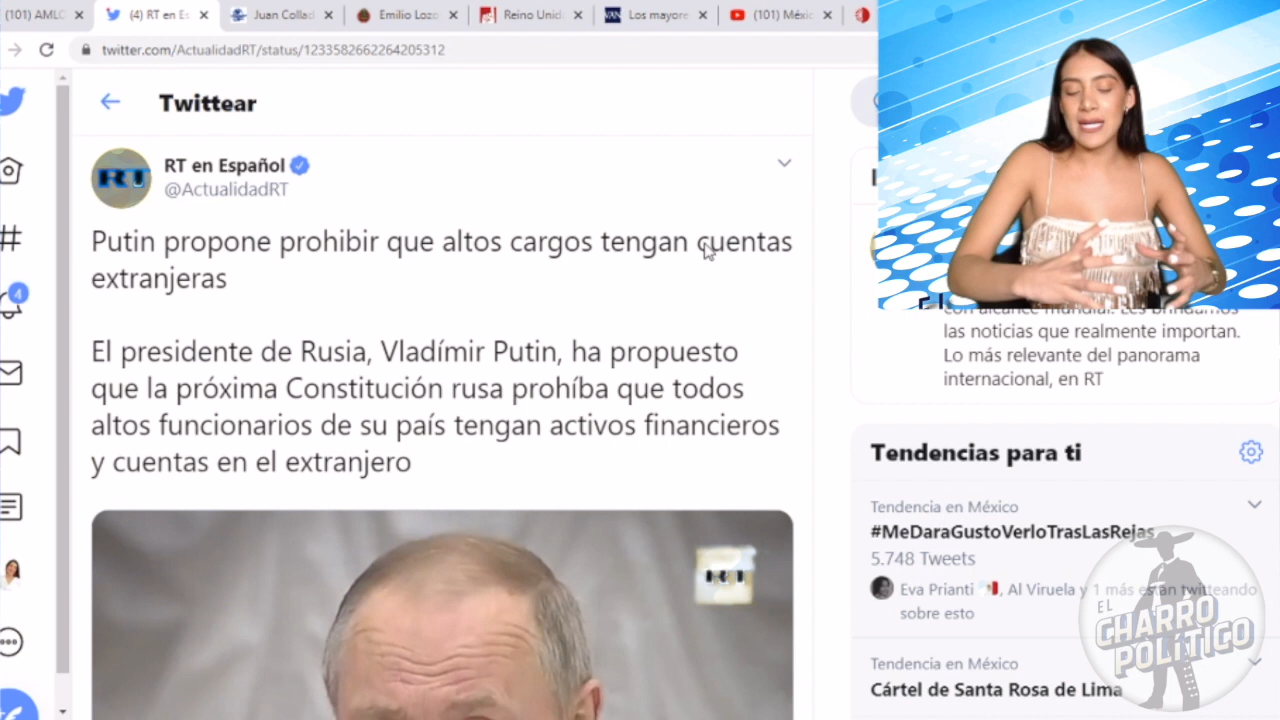 (101) AMLC
(4) RT en Es
Juan Collad
Emilio Lozo
Reino Unid
VAN
Los mayore
(101) Méxi
twitter.com/ActualidadRT/status/1233582662264205312
Twittear
RT
RT en Español
@ActualidadRT
Putin propone prohibir que altos cargos tengan cuentas
extranjeras
El presidente de Rusia, Vladímir Putin, ha propuesto
que la próxima Constitución rusa prohíba que todos
altos funcionarios de su país tengan activos financieros
y cuentas en el extranjero
RT
4
con alcance mundial. Les brindamos
las noticias que realmente importan.
Lo más relevante del panorama
internacional, en RT
Tendencias para ti
Tendencia en México
#MeDaraGustoVerloTrasLasRejas
5.748 Tweets
Eva Prianti , Al Viruela y 1 más están twitteando
sobre esto
Tendencia en México
Cártel de Santa Rosa de Lima
EL
CHARRO
POLÍTICO